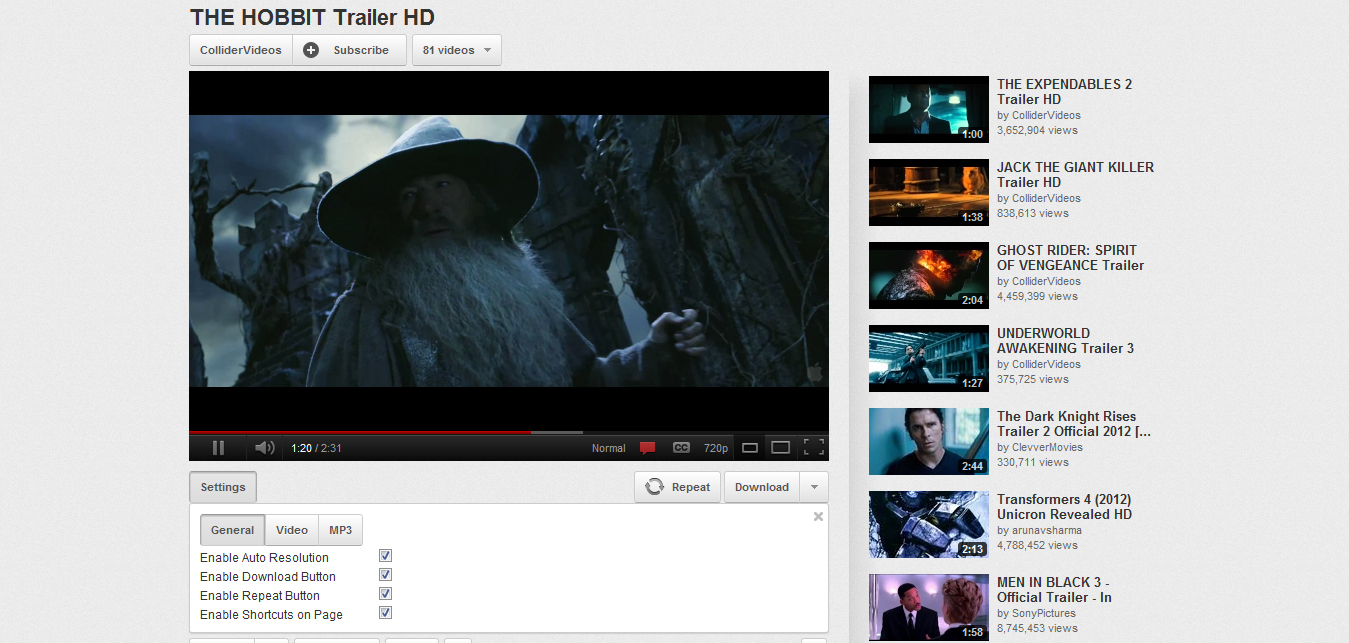 THE HOBBIT Trailer HD
ColliderVideos Subscribe 81 videos
1:20 / 2:31 Normal CC 720p
Settings Repeat Download
General Video MP3
Enable Auto Resolution
Enable Download Button
Enable Repeat Button
Enable Shortcuts on Page
1:00
THE EXPENDABLES 2
Trailer HD
by ColliderVideos
3,652,904 views
1:38
JACK THE GIANT KILLER
Trailer HD
by ColliderVideos
838,613 views
2:04
GHOST RIDER: SPIRIT
OF VENGEANCE Trailer
by ColliderVideos
4,459,399 views
1:27
UNDERWORLD
AWAKENING Trailer 3
by ColliderVideos
375,725 views
2:44
The Dark Knight Rises
Trailer 2 Official 2012 [...
by ClevverMovies
330,711 views
2:13
Transformers 4 (2012)
Unicron Revealed HD
by arunavsharma
4,788,452 views
1:58
MEN IN BLACK 3 -
Official Trailer - In
by SonyPictures
8,745,453 views